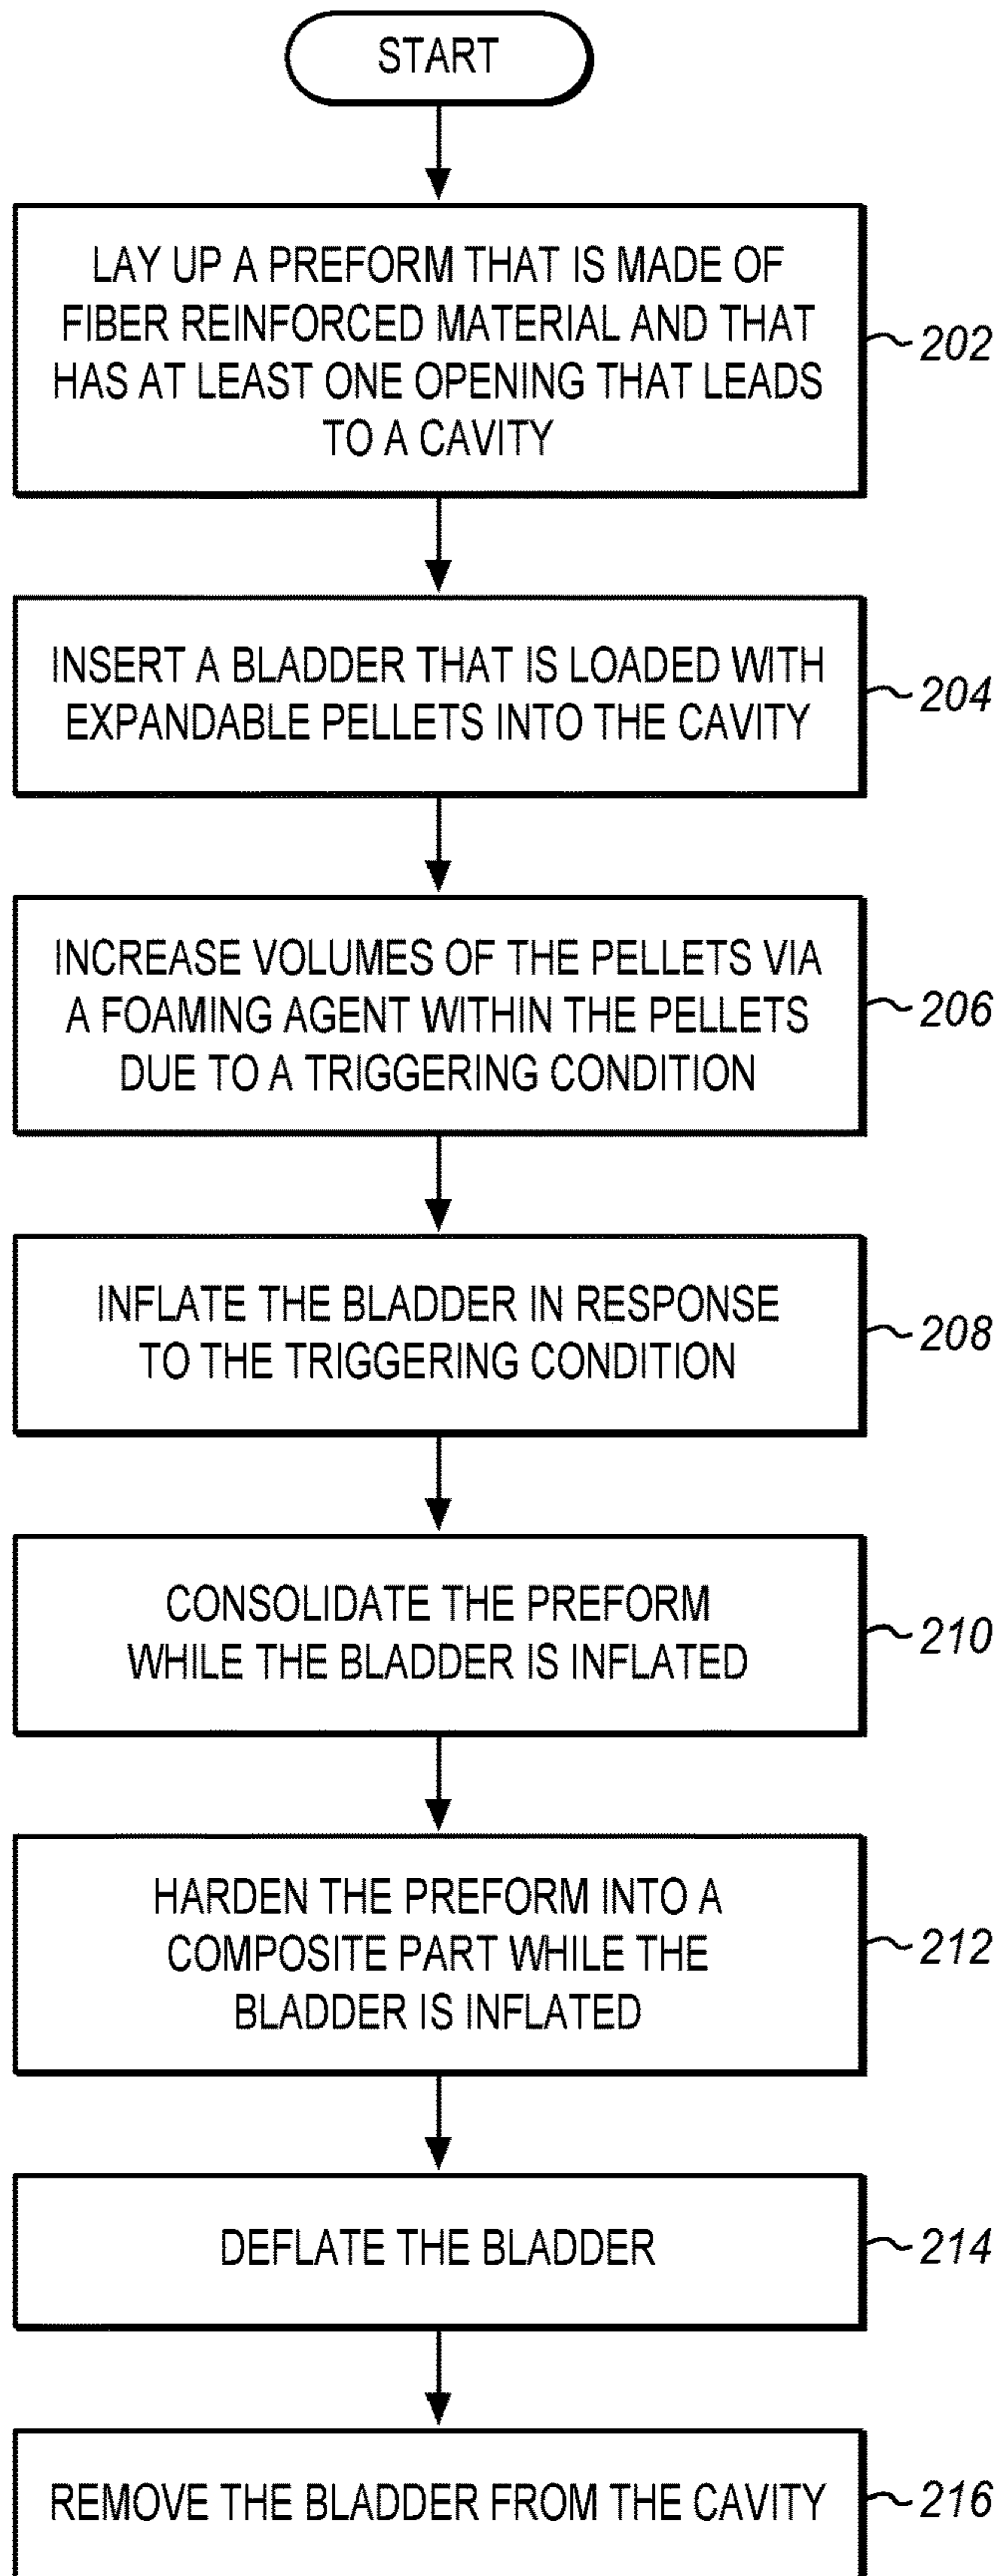 START
LAY UP A PREFORM THAT IS MADE OF
FIBER REINFORCED MATERIAL AND THAT
HAS AT LEAST ONE OPENING THAT LEADS
TO A CAVITY
202
INSERT A BLADDER THAT IS LOADED WITH
EXPANDABLE PELLETS INTO THE CAVITY
204
INCREASE VOLUMES OF THE PELLETS VIA
A FOAMING AGENT WITHIN THE PELLETS
DUE TO A TRIGGERING CONDITION
206
INFLATE THE BLADDER IN RESPONSE
TO THE TRIGGERING CONDITION
208
CONSOLIDATE THE PREFORM
WHILE THE BLADDER IS INFLATED
210
HARDEN THE PREFORM INTO A
COMPOSITE PART WHILE THE
BLADDER IS INFLATED
212
DEFLATE THE BLADDER
214
REMOVE THE BLADDER FROM THE CAVITY
216